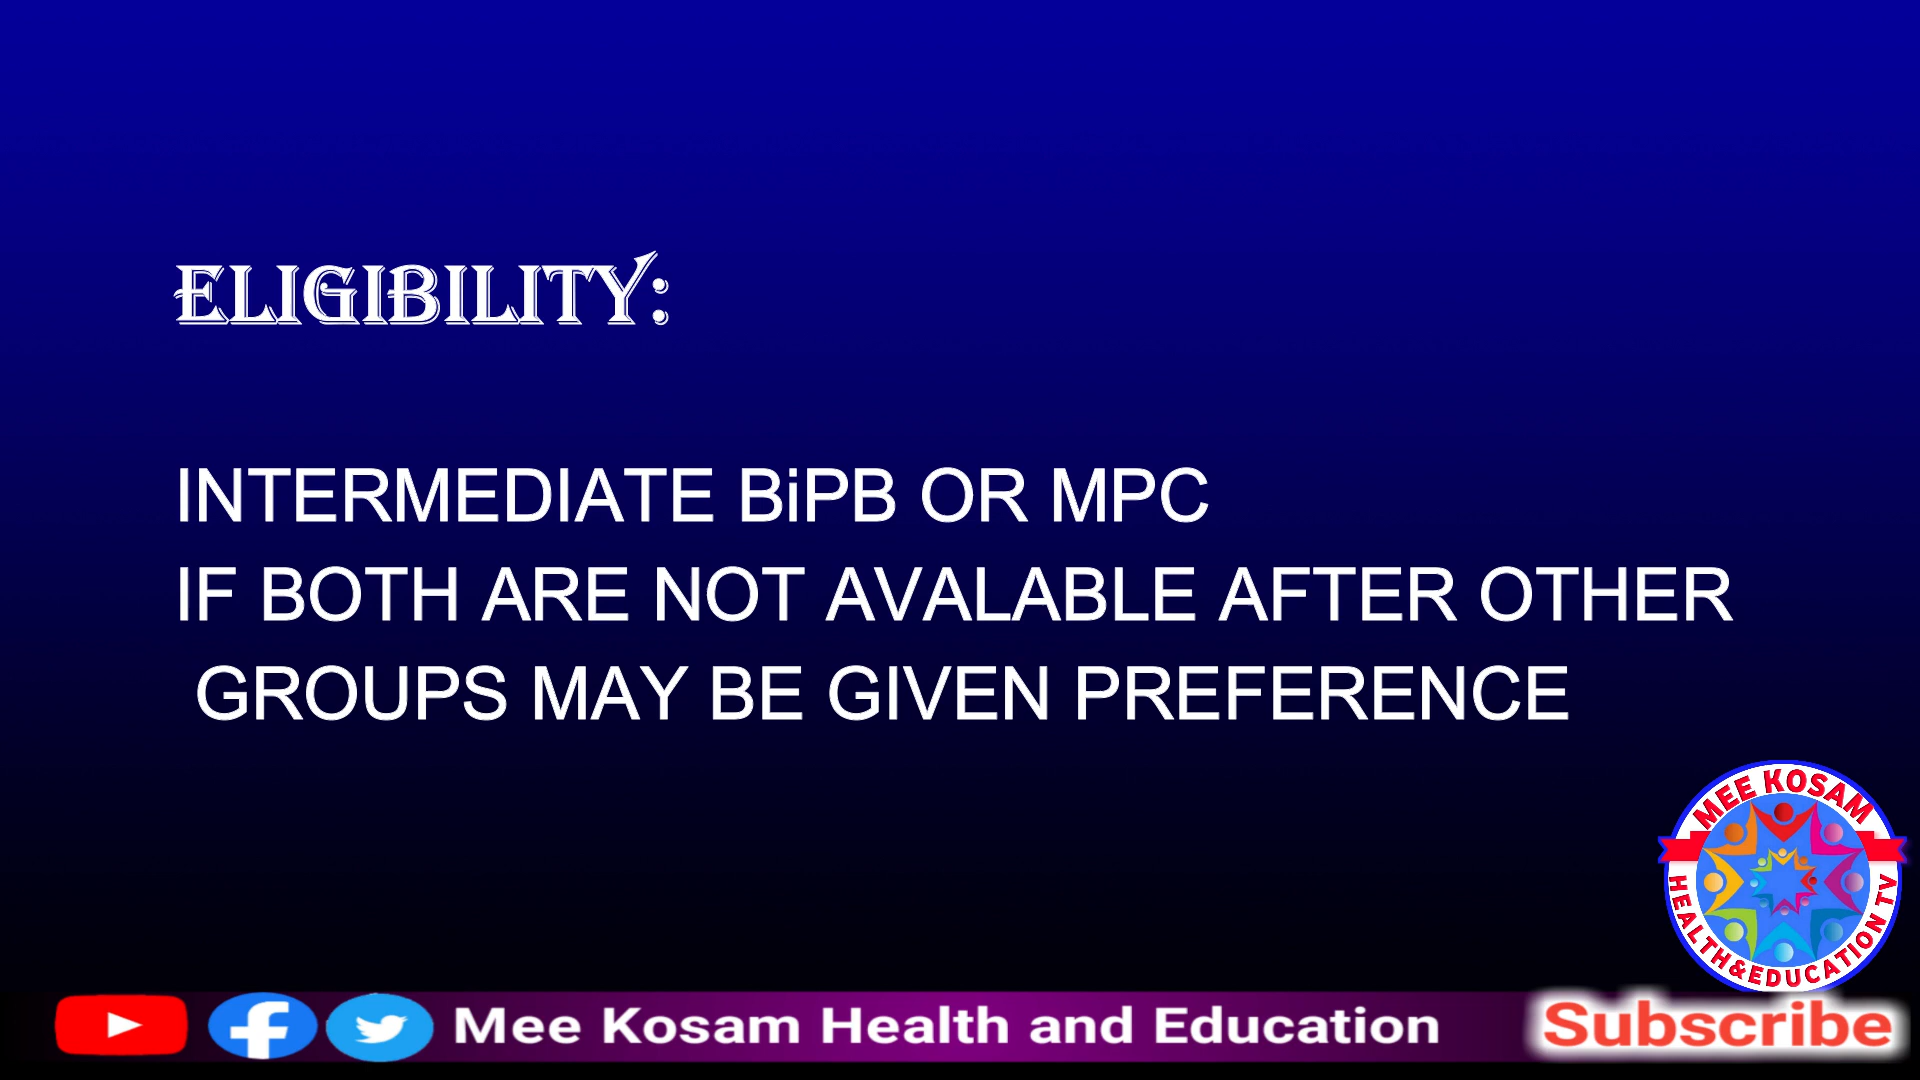 ELIGIBILITY:
INTERMEDIATE BiPB OR MPC
IF BOTH ARE NOT AVALABLE AFTER OTHER
GROUPS MAY BE GIVEN PREFERENCE
MEE KOSAM
HEALTH&EDUCATION TV
Mee Kosam Health and Education
Subscribe